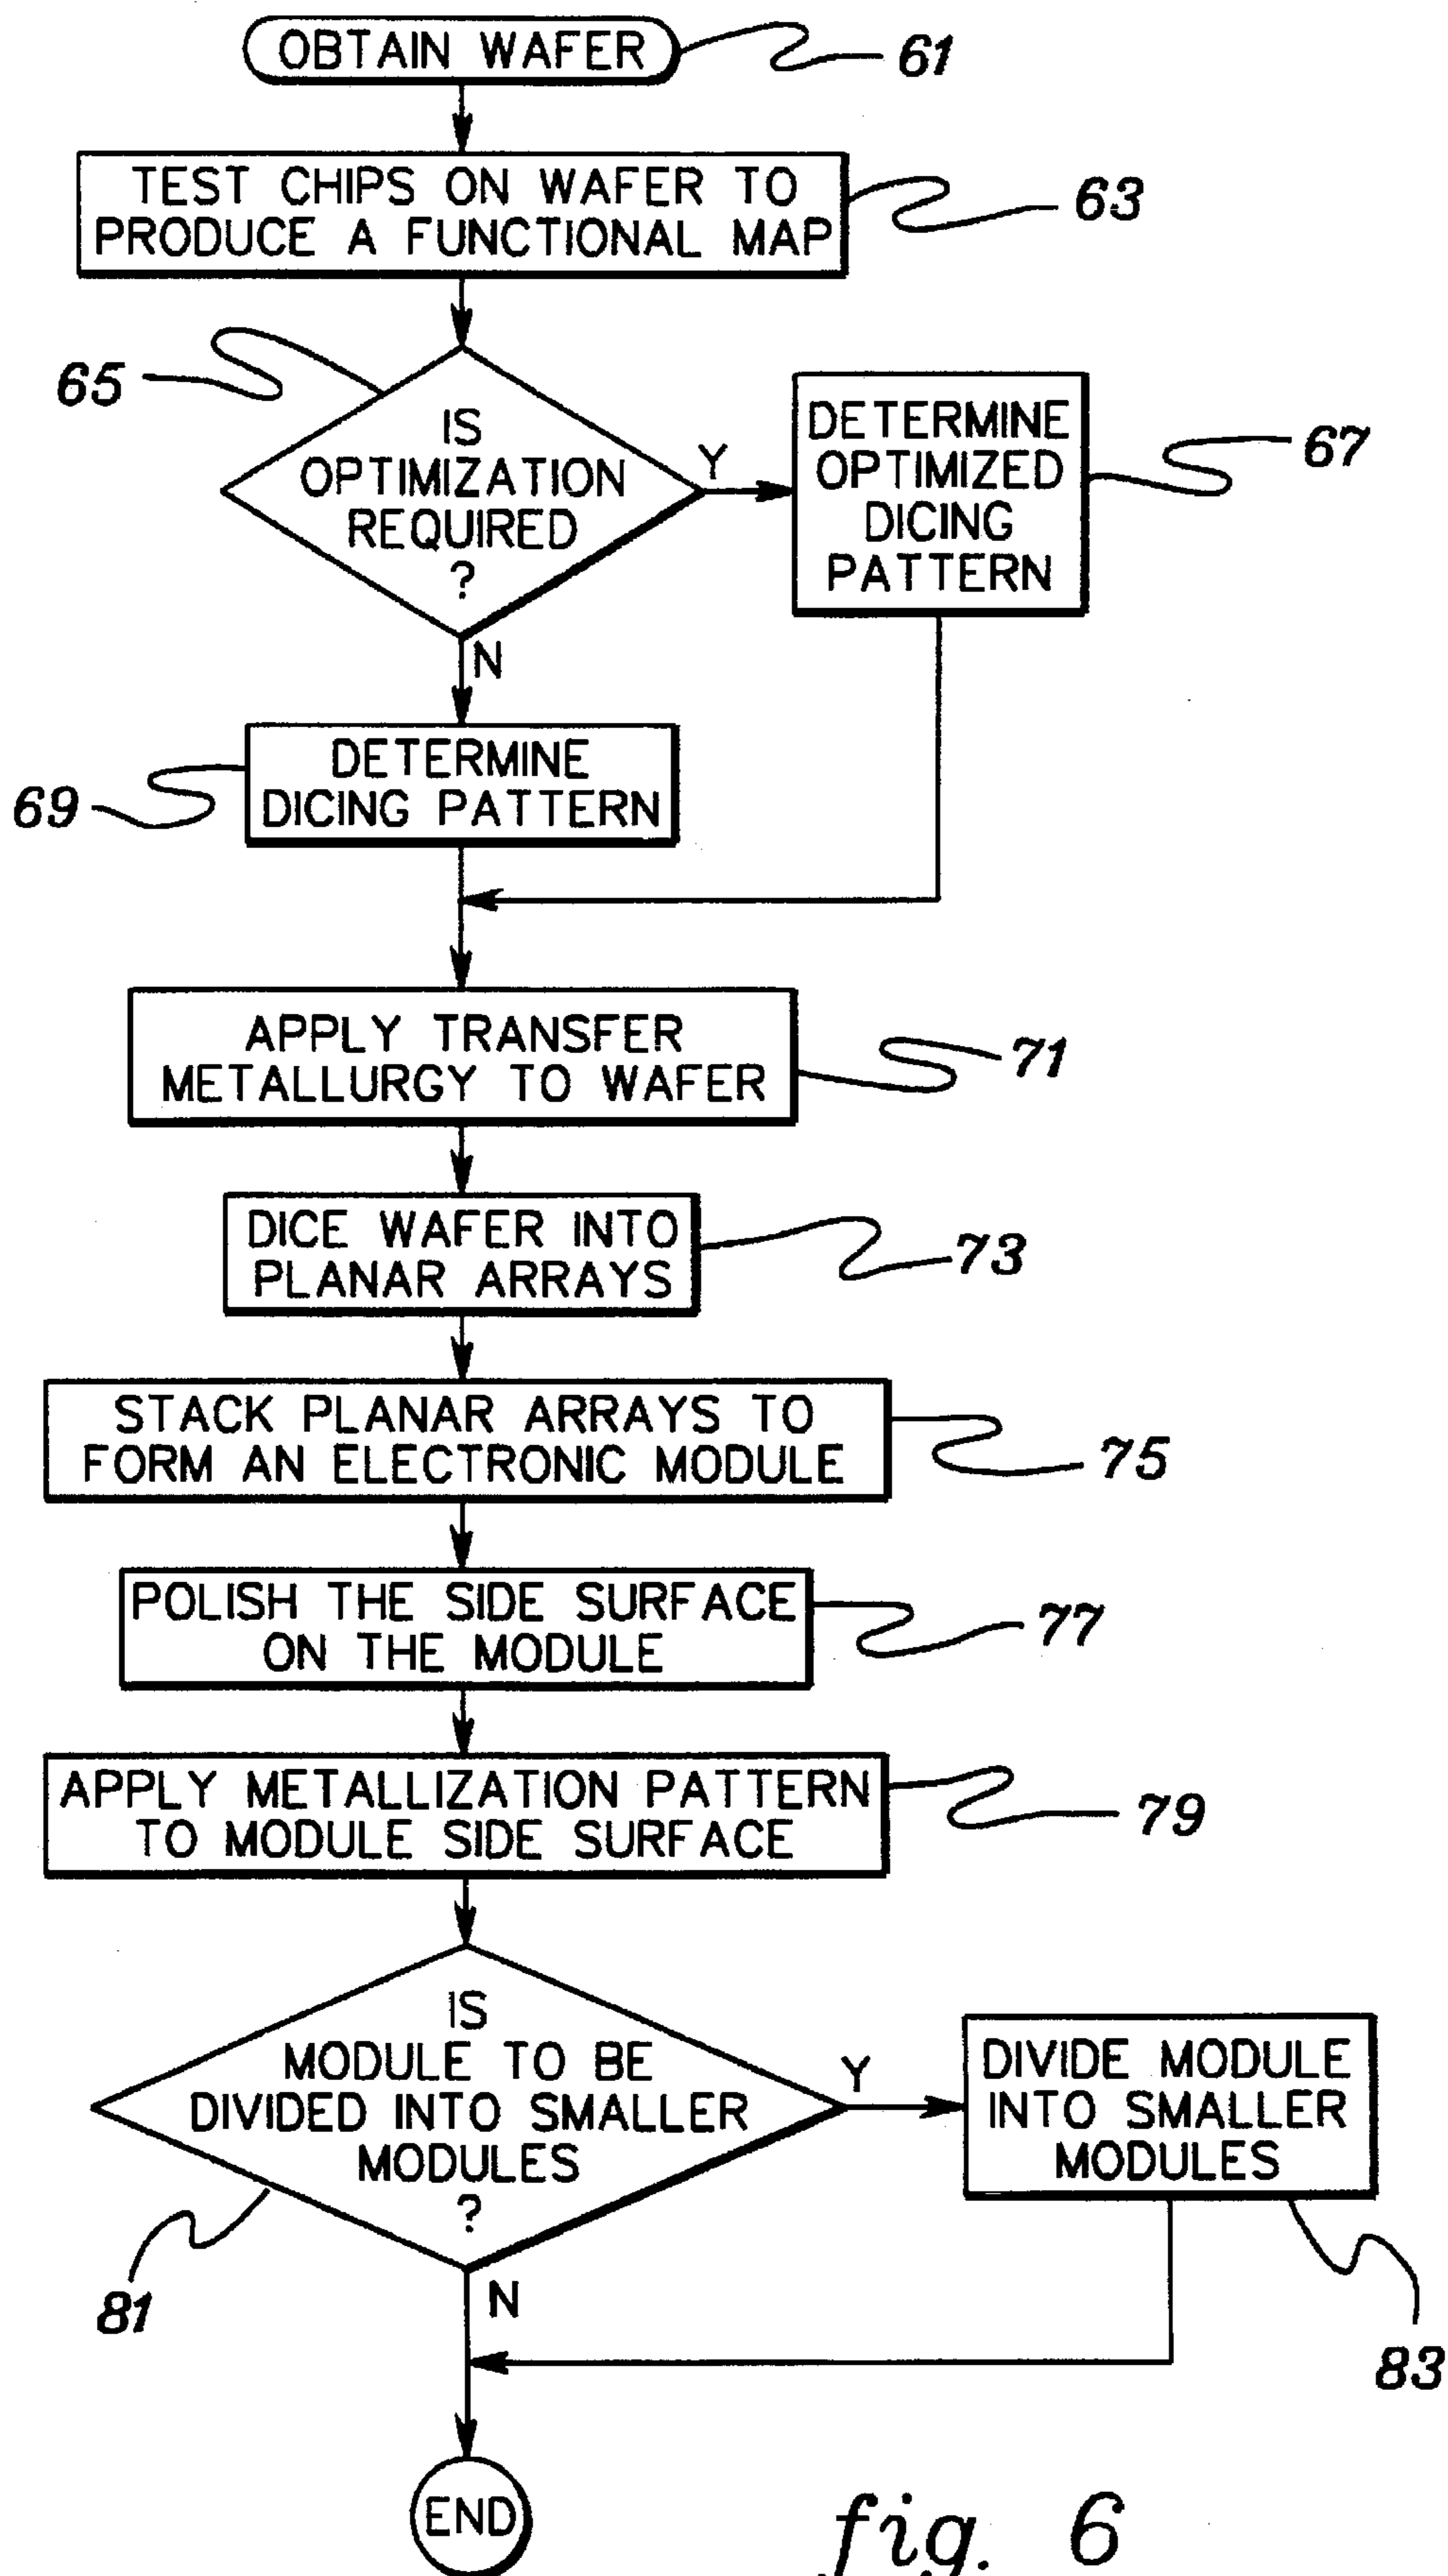 OBTAIN WAFER
61
TEST CHIPS ON WAFER TO
PRODUCE A FUNCTIONAL MAP
63
65
IS
OPTIMIZATION
REQUIRED
?
Y
N
DETERMINE
OPTIMIZED
DICING
PATTERN
67
DETERMINE
DICING PATTERN
69
APPLY TRANSFER
METALLURGY TO WAFER
71
DICE WAFER INTO
PLANAR ARRAYS
73
STACK PLANAR ARRAYS TO
FORM AN ELECTRONIC MODULE
75
POLISH THE SIDE SURFACE
ON THE MODULE
77
APPLY METALLIZATION PATTERN
TO MODULE SIDE SURFACE
79
IS
MODULE TO BE
DIVIDED INTO SMALLER
MODULES
?
Y
N
81
DIVIDE MODULE
INTO SMALLER
MODULES
83
END
fig. 6